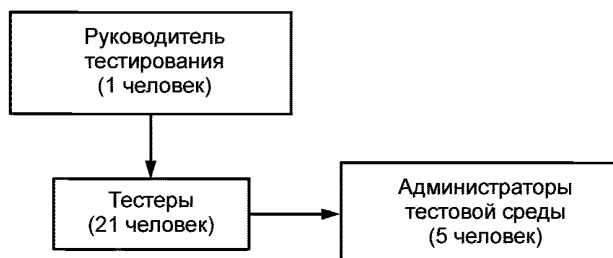 Руководитель
тестирования
(1 человек)
Тестеры
(21 человек)
Администраторы
тестовой среды
(5 человек)